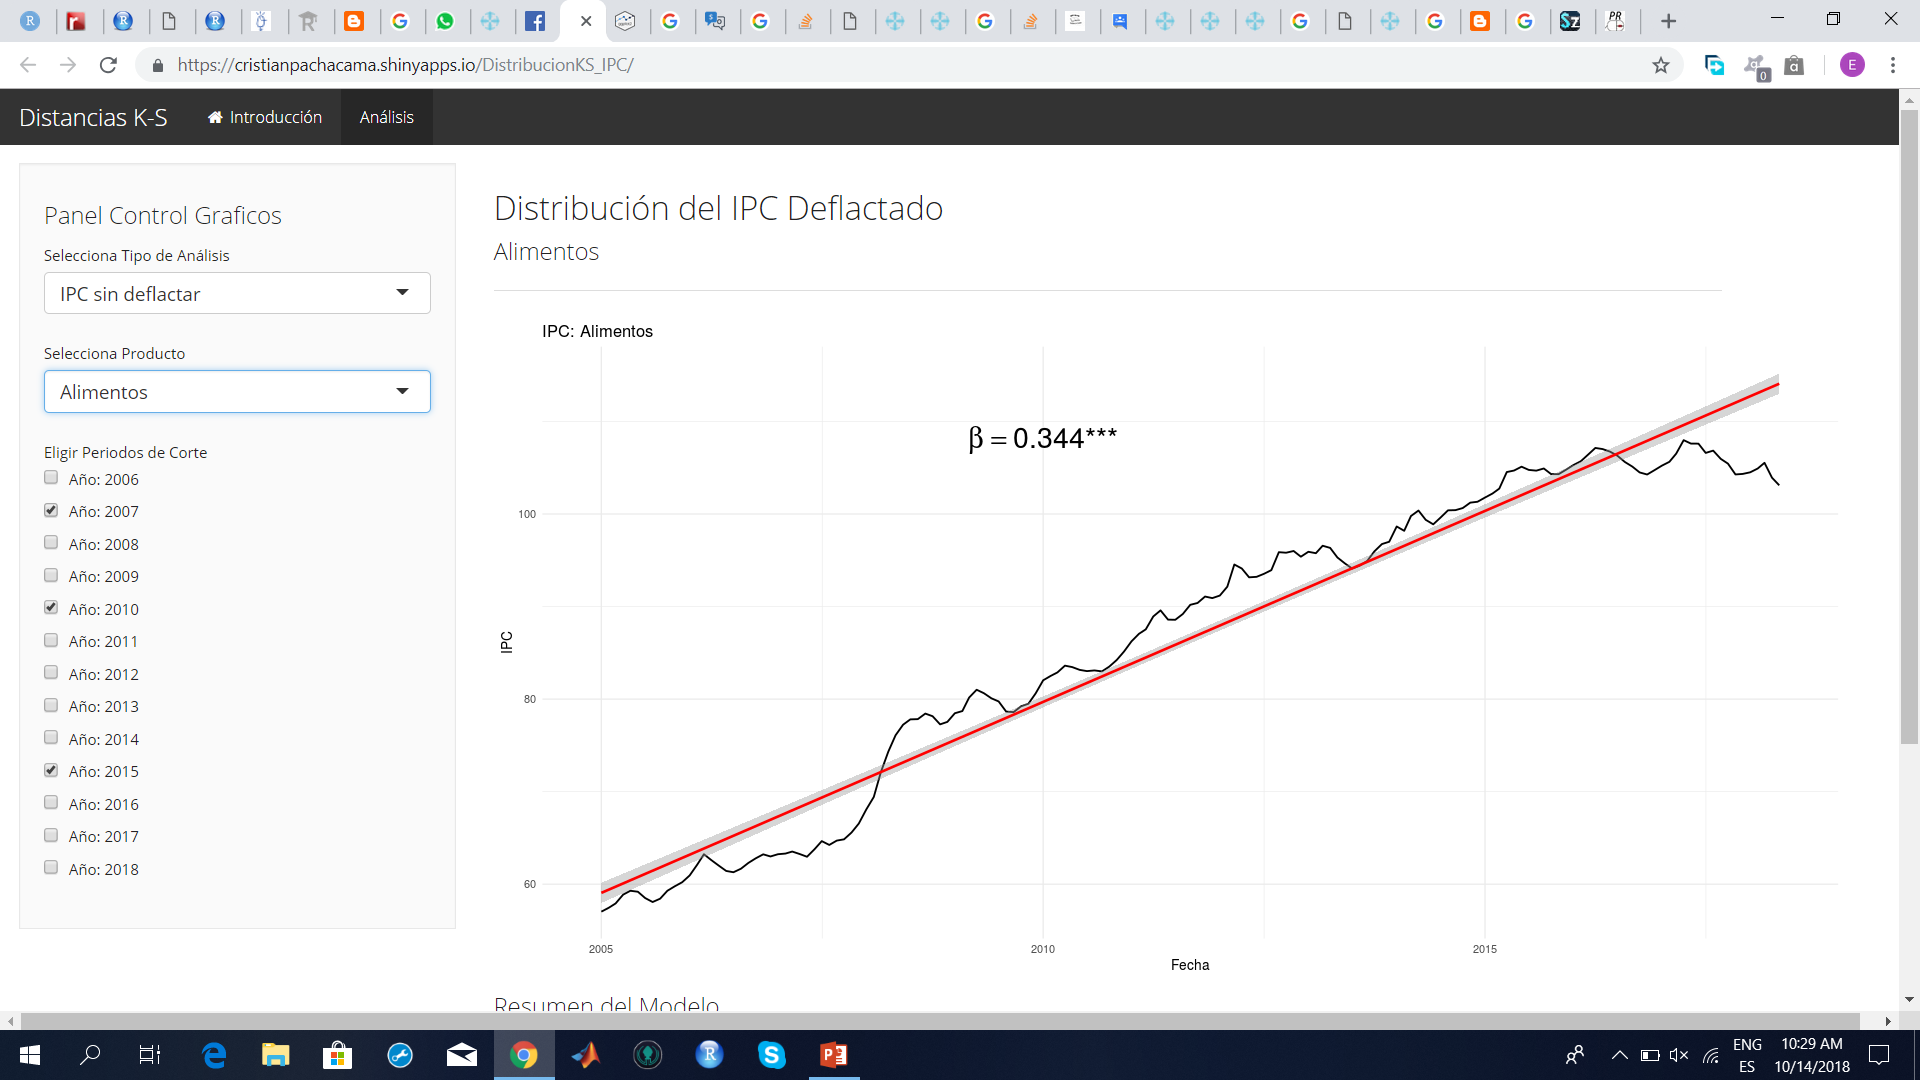 https://cristianpachacama.shinyapps.io/DistribucionKS_IPC/
0
E
Distancias K-S
Introducción
Análisis
Panel Control Graficos
Selecciona Tipo de Análisis
IPC sin deflactar
Selecciona Producto
Alimentos
Eligir Periodos de Corte
Año: 2006
Año: 2007
Año: 2008
Año: 2009
Año: 2010
Año: 2011
Año: 2012
Año: 2013
Año: 2014
Año: 2015
Año: 2016
Año: 2017
Año: 2018
Distribución del IPC Deflactado
Alimentos
IPC: Alimentos
β = 0.344***
100
80
60
IPC
2005
2010
2015
Fecha
Resumen del Modelo
ENG
ES
10:29 AM
10/14/2018